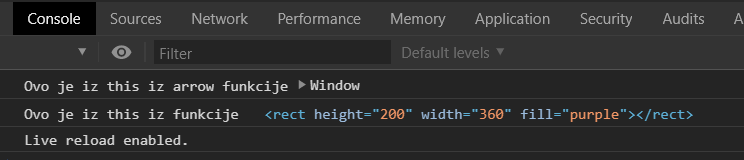 Console Sources Network Performance Memory Application Security Audits A
Filter Default levels
Ovo je iz this iz arrow funkcije Window
Ovo je iz this iz funkcije <rect height="200" width="360" fill="purple"></rect>
Live reload enabled.